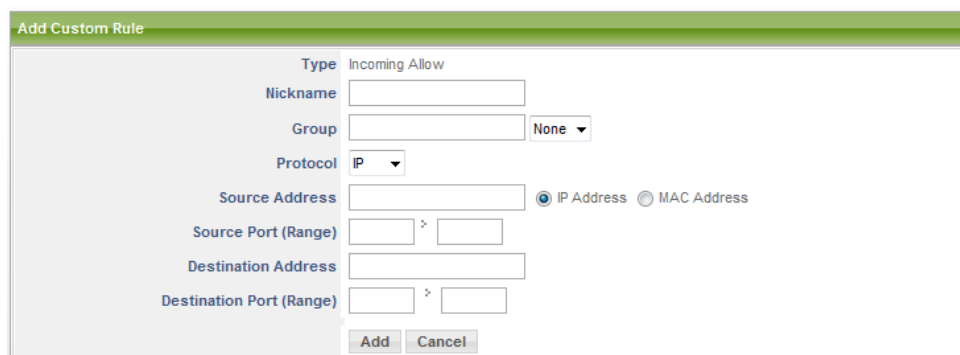 Add Custom Rule
Type Incoming Allow
Nickname
Group None
Protocol IP
Source Address IP Address MAC Address
Source Port (Range) >
Destination Address
Destination Port (Range) >
Add Cancel